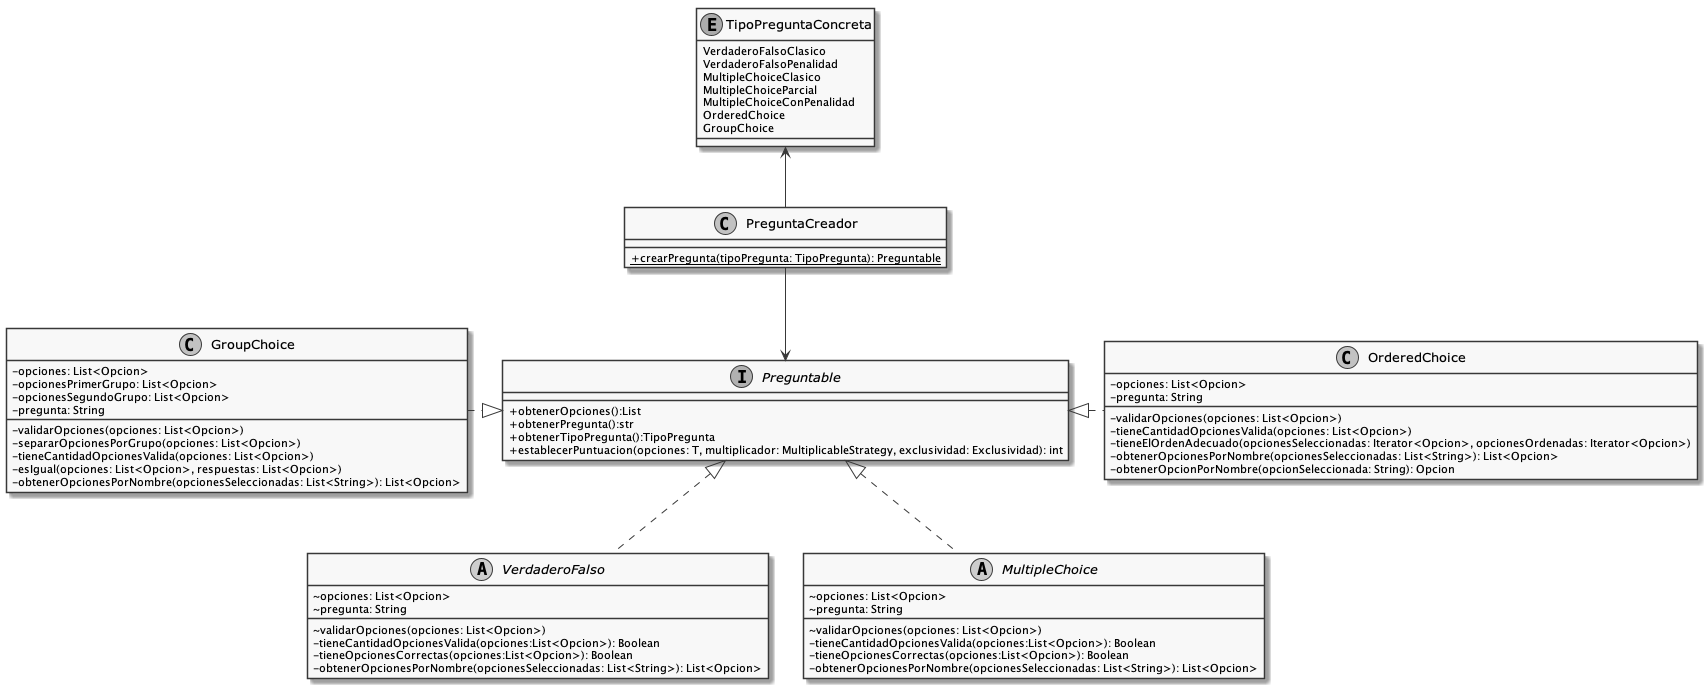 E TipoPreguntaConcreta
VerdaderoFalsoClasico
VerdaderoFalsoPenalidad
MultipleChoiceClasico
MultipleChoiceParcial
MultipleChoiceConPenalidad
OrderedChoice
GroupChoice
C PreguntaCreador
+crearPregunta(tipoPregunta: TipoPregunta): Preguntable
C GroupChoice
-opciones: List<Opcion>
-opcionesPrimerGrupo: List<Opcion>
-opcionesSegundoGrupo: List<Opcion>
-pregunta: String
-validarOpciones(opciones: List<Opcion>)
-separarOpcionesPorGrupo(opciones: List<Opcion>)
-tieneCantidadOpcionesValida(opciones: List<Opcion>)
-esIgual(opciones: List<Opcion>, respuestas: List<Opcion>)
-obtenerOpcionesPorNombre(opcionesSeleccionadas: List<String>): List<Opcion>
I Preguntable
+obtenerOpciones():List
+obtenerPregunta():str
+obtenerTipoPregunta():TipoPregunta
+establecerPuntuacion(opciones: T, multiplicador: MultiplicableStrategy, exclusividad: Exclusividad): int
C OrderedChoice
-opciones: List<Opcion>
-pregunta: String
-validarOpciones(opciones: List<Opcion>)
-tieneCantidadOpcionesValida(opciones: List<Opcion>)
-tieneElOrdenAdecuado(opcionesSeleccionadas: Iterator<Opcion>, opcionesOrdenadas: Iterator<Opcion>)
-obtenerOpcionesPorNombre(opcionesSeleccionadas: List<String>): List<Opcion>
-obtenerOpcionPorNombre(opcionSeleccionada: String): Opcion
A VerdaderoFalso
~opciones: List<Opcion>
~pregunta: String
~validarOpciones(opciones: List<Opcion>)
-tieneCantidadOpcionesValida(opciones:List<Opcion>): Boolean
-tieneOpcionesCorrectas(opciones:List<Opcion>): Boolean
-obtenerOpcionesPorNombre(opcionesSeleccionadas: List<String>): List<Opcion>
A MultipleChoice
~opciones: List<Opcion>
~pregunta: String
~validarOpciones(opciones: List<Opcion>)
-tieneCantidadOpcionesValida(opciones:List<Opcion>): Boolean
-tieneOpcionesCorrectas(opciones:List<Opcion>): Boolean
-obtenerOpcionesPorNombre(opcionesSeleccionadas: List<String>): List<Opcion>